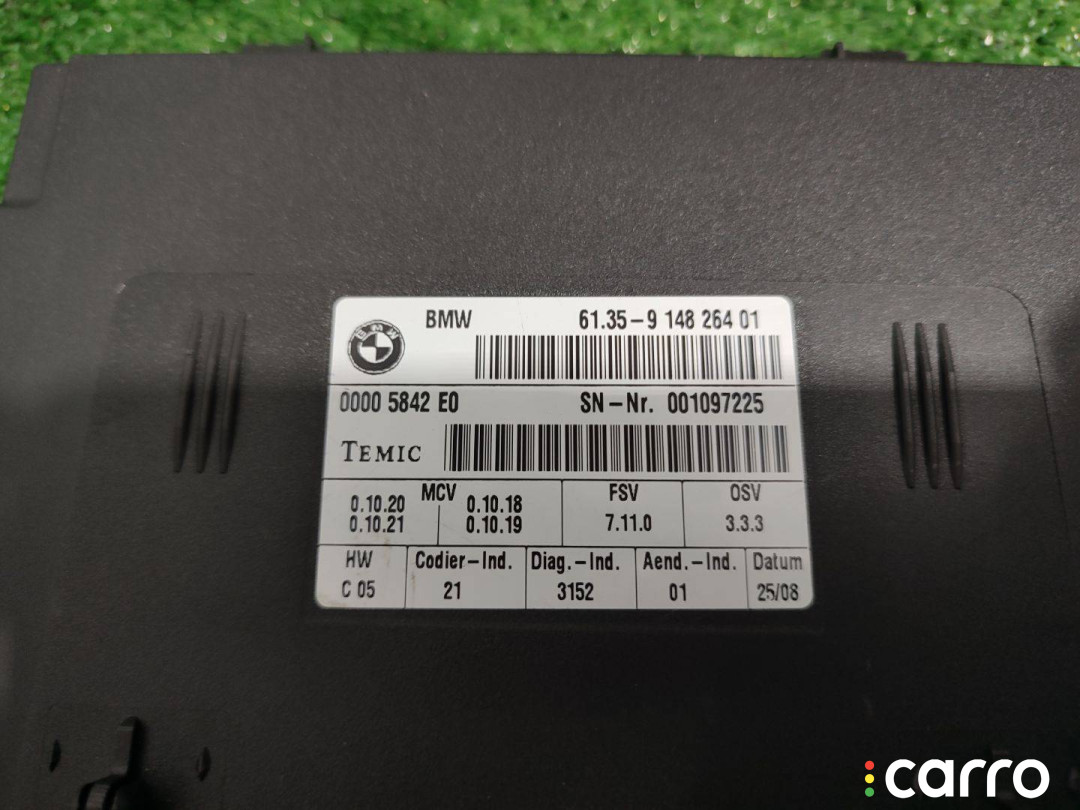 BMW 61.35-9 148 264 01
BMW
0000 5842 E0 SN-Nr. 001097225
TEMIC
MCV FSV OSV
0.10.20 0.10.18
0.10.21 0.10.19 7.11.0 3.3.3
HW Codier-Ind. Diag.-Ind. Aend.-Ind. Datum
C 05 21 3152 01 25/08
carro